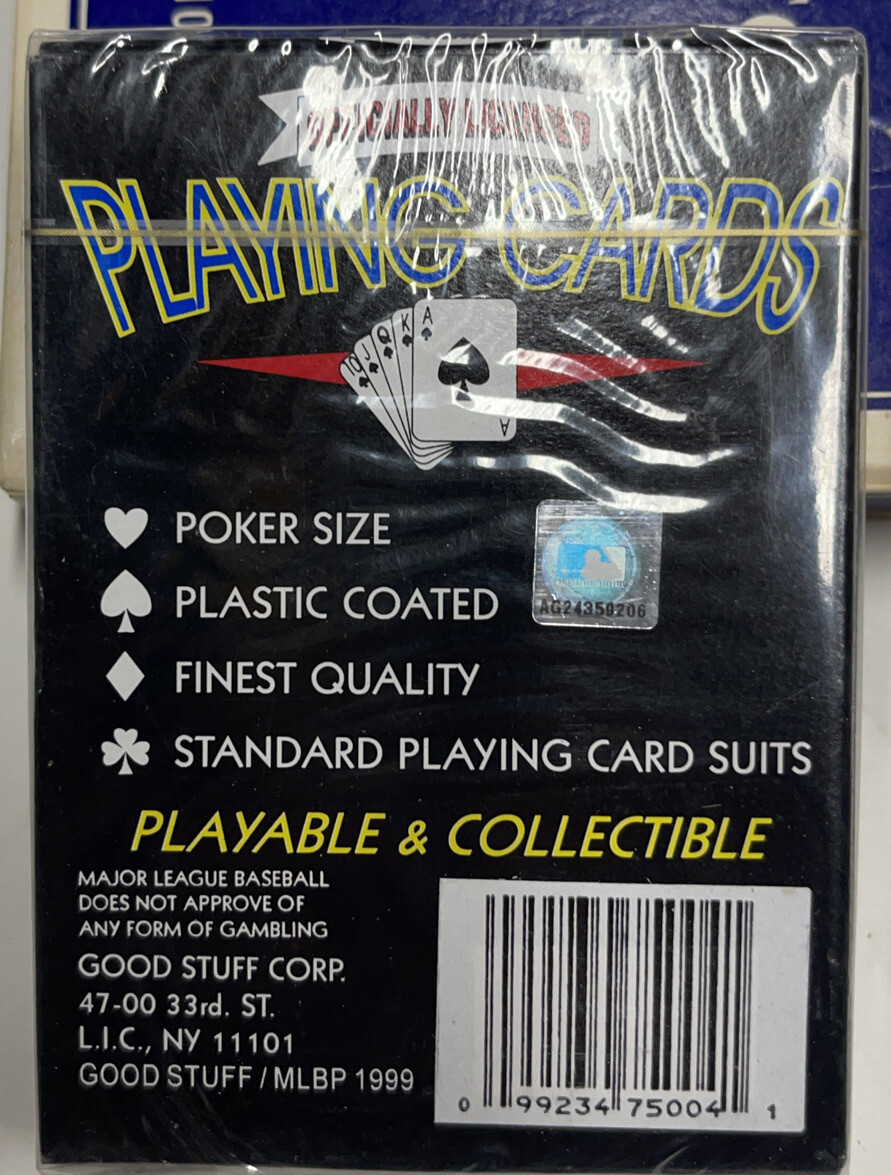 OFFICIALLY LICENSED
PLAYING CARDS
10 J Q K A
A
POKER SIZE
PLASTIC COATED
AG24350206
FINEST QUALITY
STANDARD PLAYING CARD SUITS
PLAYABLE & COLLECTIBLE
MAJOR LEAGUE BASEBALL
DOES NOT APPROVE OF
ANY FORM OF GAMBLING
GOOD STUFF CORP.
47-00 33rd. ST.
L.I.C., NY 11101
GOOD STUFF / MLBP 1999
0 99234 75004 1